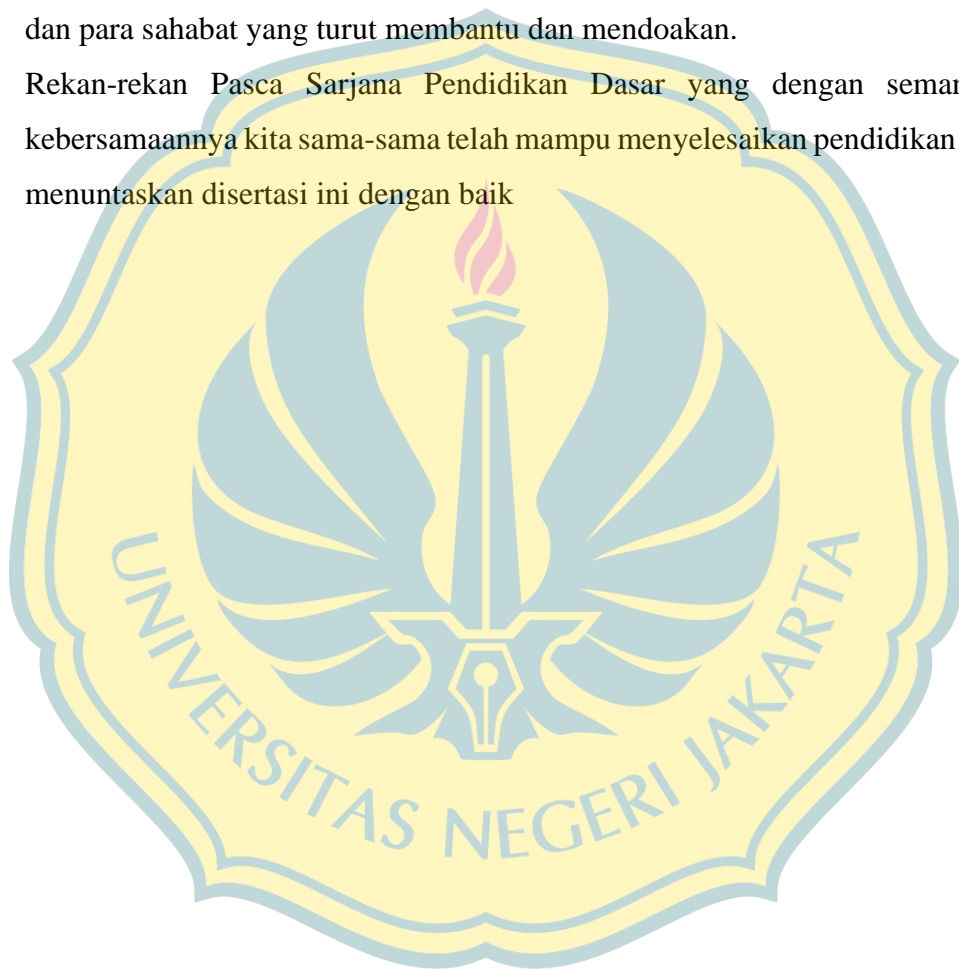 dan para sahabat yang turut membantu dan mendoakan.
Rekan-rekan Pasca Sarjana Pendidikan Dasar yang dengan semar
kebersamaannya kita sama-sama telah mampu menyelesaikan pendidikan
menuntaskan disertasi ini dengan baik
UNIVERSITAS NEGERI JAKARTA